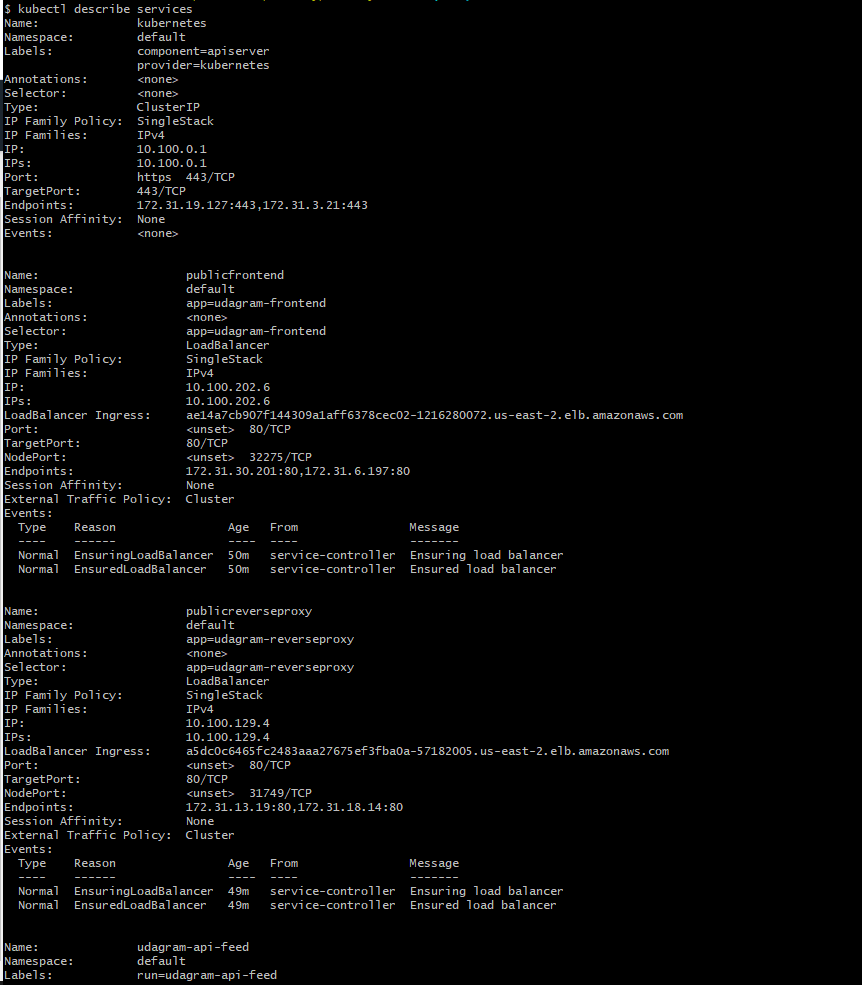 $ kubectl describe services
Name:              kubernetes
Namespace:         default
Labels:            component=apiserver
                   provider=kubernetes
Annotations:       <none>
Selector:          <none>
Type:              ClusterIP
IP Family Policy:  SingleStack
IP Families:       IPv4
IP:                10.100.0.1
IPs:               10.100.0.1
Port:              https  443/TCP
TargetPort:        443/TCP
Endpoints:         172.31.19.127:443,172.31.3.21:443
Session Affinity:  None
Events:            <none>


Name:                     publicfrontend
Namespace:                default
Labels:                   app=udagram-frontend
Annotations:              <none>
Selector:                 app=udagram-frontend
Type:                     LoadBalancer
IP Family Policy:         SingleStack
IP Families:              IPv4
IP:                       10.100.202.6
IPs:                      10.100.202.6
LoadBalancer Ingress:     ae14a7cb907f144309a1aff6378cec02-1216280072.us-east-2.elb.amazonaws.com
Port:                     <unset>  80/TCP
TargetPort:               80/TCP
NodePort:                 <unset>  32275/TCP
Endpoints:                172.31.30.201:80,172.31.6.197:80
Session Affinity:         None
External Traffic Policy:  Cluster
Events:
  Type    Reason                Age   From                Message
  ----    ------                ----  ----                -------
  Normal  EnsuringLoadBalancer  50m   service-controller  Ensuring load balancer
  Normal  EnsuredLoadBalancer   50m   service-controller  Ensured load balancer


Name:                     publicreverseproxy
Namespace:                default
Labels:                   app=udagram-reverseproxy
Annotations:              <none>
Selector:                 app=udagram-reverseproxy
Type:                     LoadBalancer
IP Family Policy:         SingleStack
IP Families:              IPv4
IP:                       10.100.129.4
IPs:                      10.100.129.4
LoadBalancer Ingress:     a5dc0c6465fc2483aaa27675ef3fba0a-57182005.us-east-2.elb.amazonaws.com
Port:                     <unset>  80/TCP
TargetPort:               80/TCP
NodePort:                 <unset>  31749/TCP
Endpoints:                172.31.13.19:80,172.31.18.14:80
Session Affinity:         None
External Traffic Policy:  Cluster
Events:
  Type    Reason                Age   From                Message
  ----    ------                ----  ----                -------
  Normal  EnsuringLoadBalancer  49m   service-controller  Ensuring load balancer
  Normal  EnsuredLoadBalancer   49m   service-controller  Ensured load balancer


Name:              udagram-api-feed
Namespace:         default
Labels:            run=udagram-api-feed